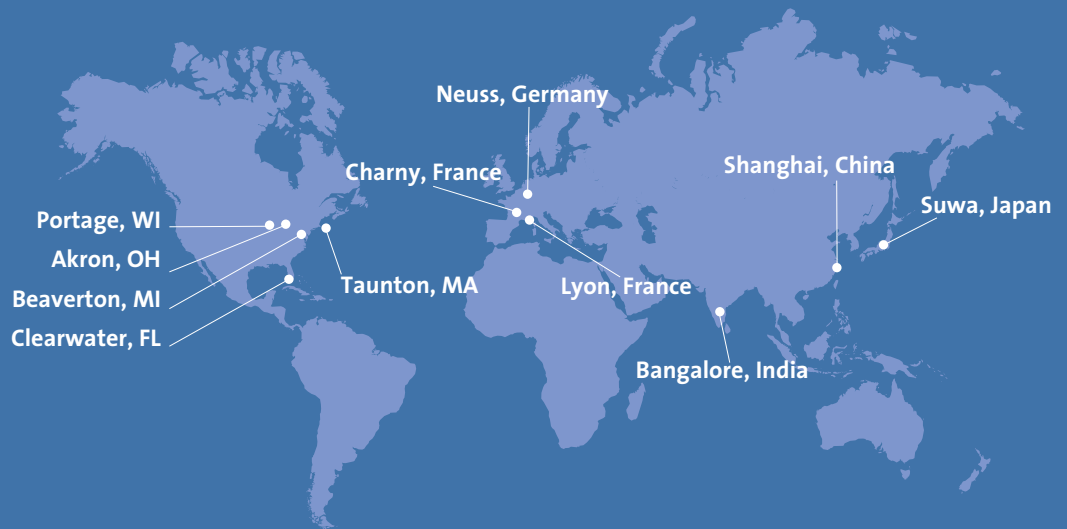 Neuss, Germany
Charny, France
Shanghai, China
Suwa, Japan
Portage, WI
Akron, OH
Beaverton, MI
Clearwater, FL
Taunton, MA
Lyon, France
Bangalore, India